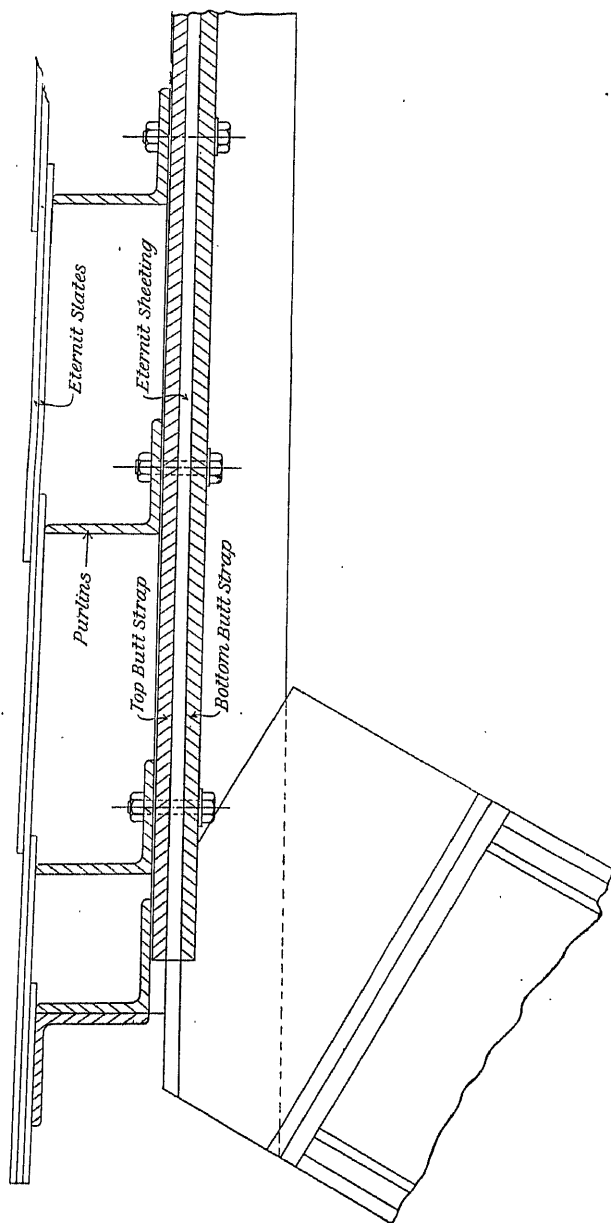 Eternit Slates
Purlins
Eternit Sheeting
Top Butt Strap
Bottom Butt Strap